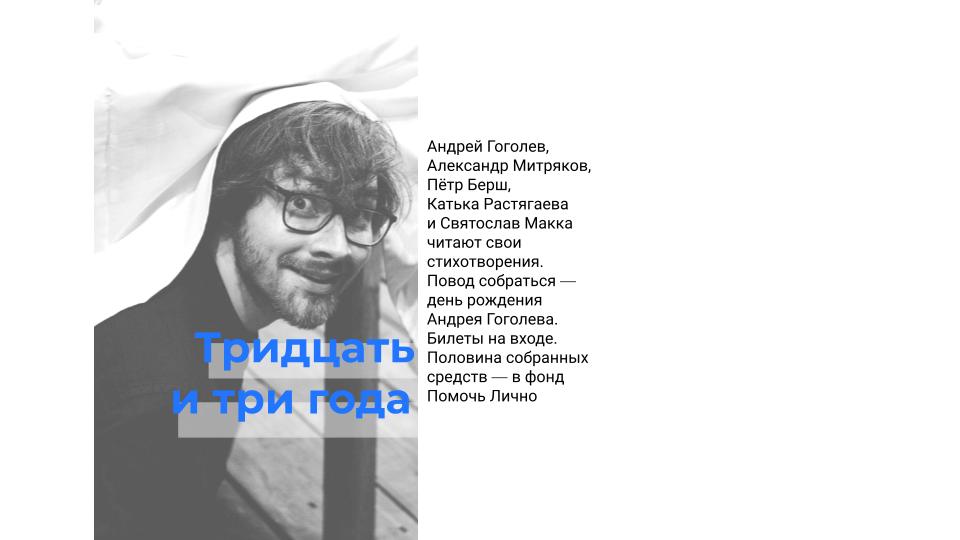 Тридцать
и три года
Андрей Гоголев,
Александр Митряков,
Пётр Берш,
Катька Растягаева
и Святослав Макка
читают свои
стихотворения.
Повод собраться —
день рождения
Андрея Гоголева.
Билеты на входе.
Половина собранных
средств — в фонд
Помочь Лично